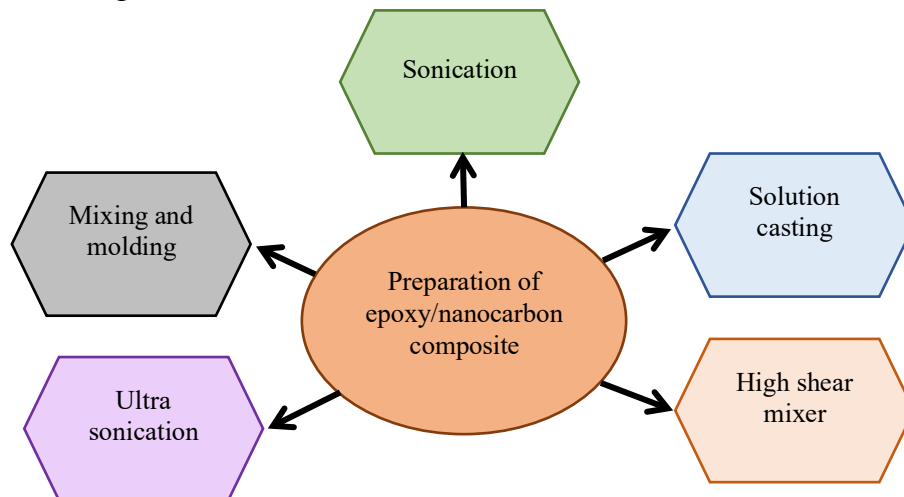 Sonication
Mixing and
molding
Solution
casting
Preparation of
epoxy/nanocarbon
composite
Ultra
sonication
High shear
mixer